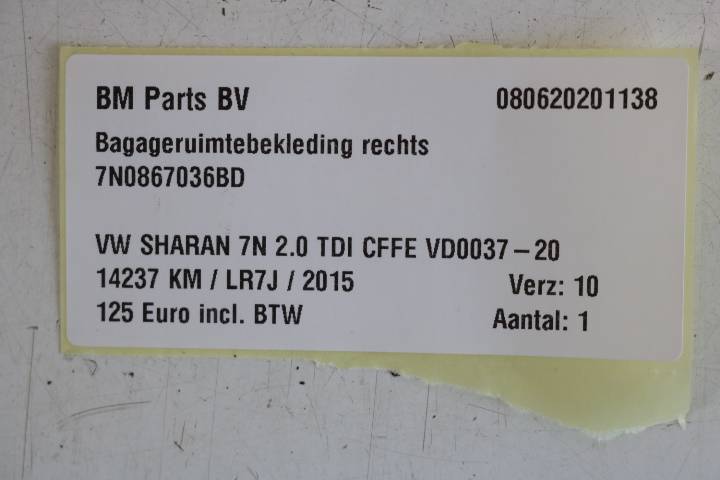 BM Parts BV 080620201138
Bagageruimtebekleding rechts
7N0867036BD
VW SHARAN 7N 2.0 TDI CFFE VD0037-20
14237 KM / LR7J / 2015 Verz: 10
125 Euro incl. BTW Aantal: 1